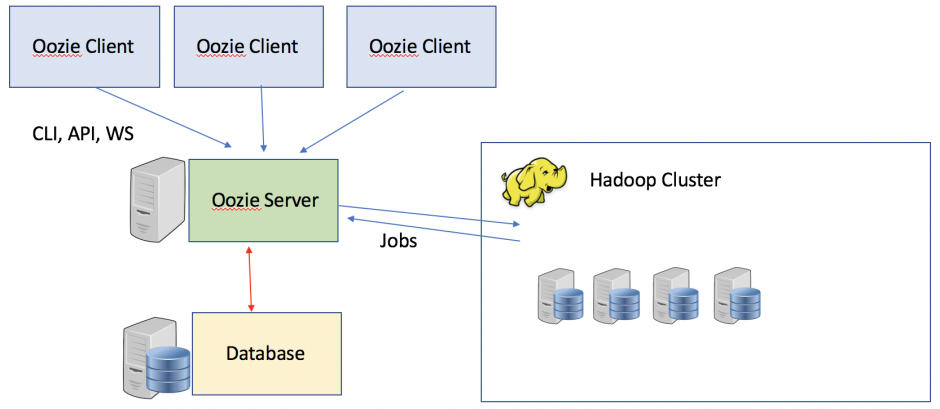 Oozie Client
Oozie Client
Oozie Client
CLI, API, WS
Hadoop Cluster
Oozie Server
Jobs
Database